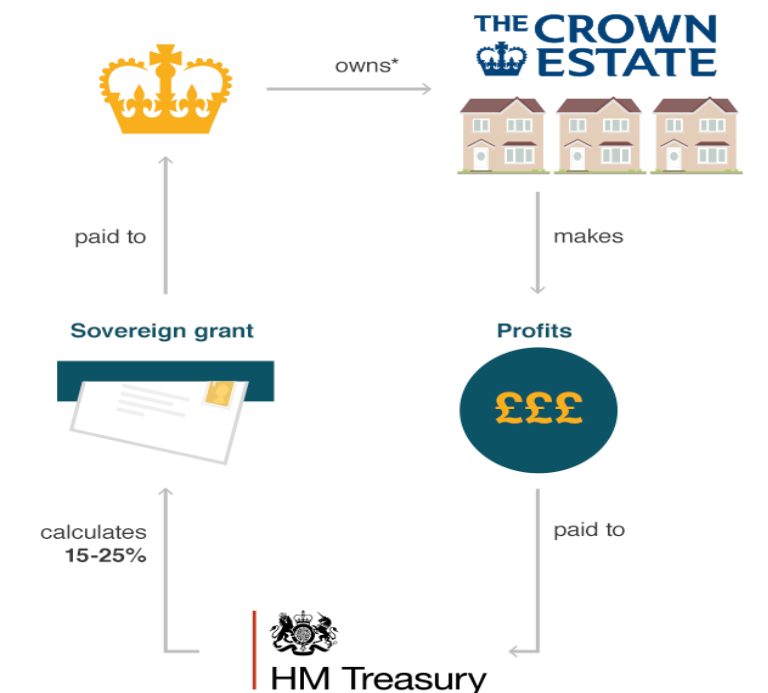 THE CROWN
ESTATE
owns*
paid to
makes
Sovereign grant
Profits
£££
calculates
15-25%
paid to
HM Treasury